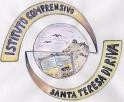 ISTITUTO COMPRENSIVO
SANTA TERESA DI RIVA